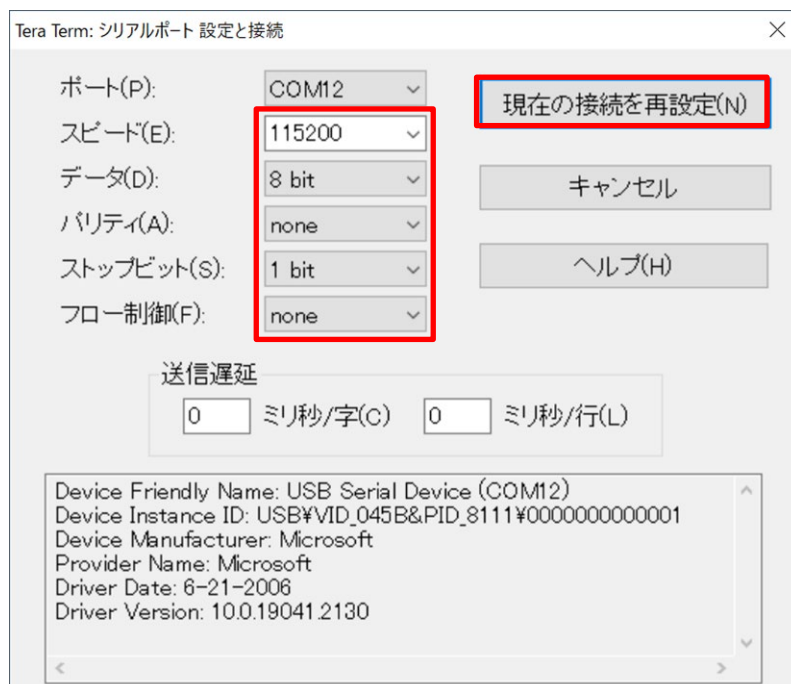 Tera Term: シリアルポート 設定と接続
ポート(P): COM12
現在の接続を再設定(N)
スピード(E): 115200
データ(D): 8 bit
キャンセル
パリティ(A): none
ストップビット(S): 1 bit
ヘルプ(H)
フロー制御(F): none
送信遅延
0 ミリ秒/字(C) 0 ミリ秒/行(L)
Device Friendly Name: USB Serial Device (COM12)
Device Instance ID: USB¥VID_045B&PID_8111¥0000000000001
Device Manufacturer: Microsoft
Provider Name: Microsoft
Driver Date: 6-21-2006
Driver Version: 10.0.19041.2130